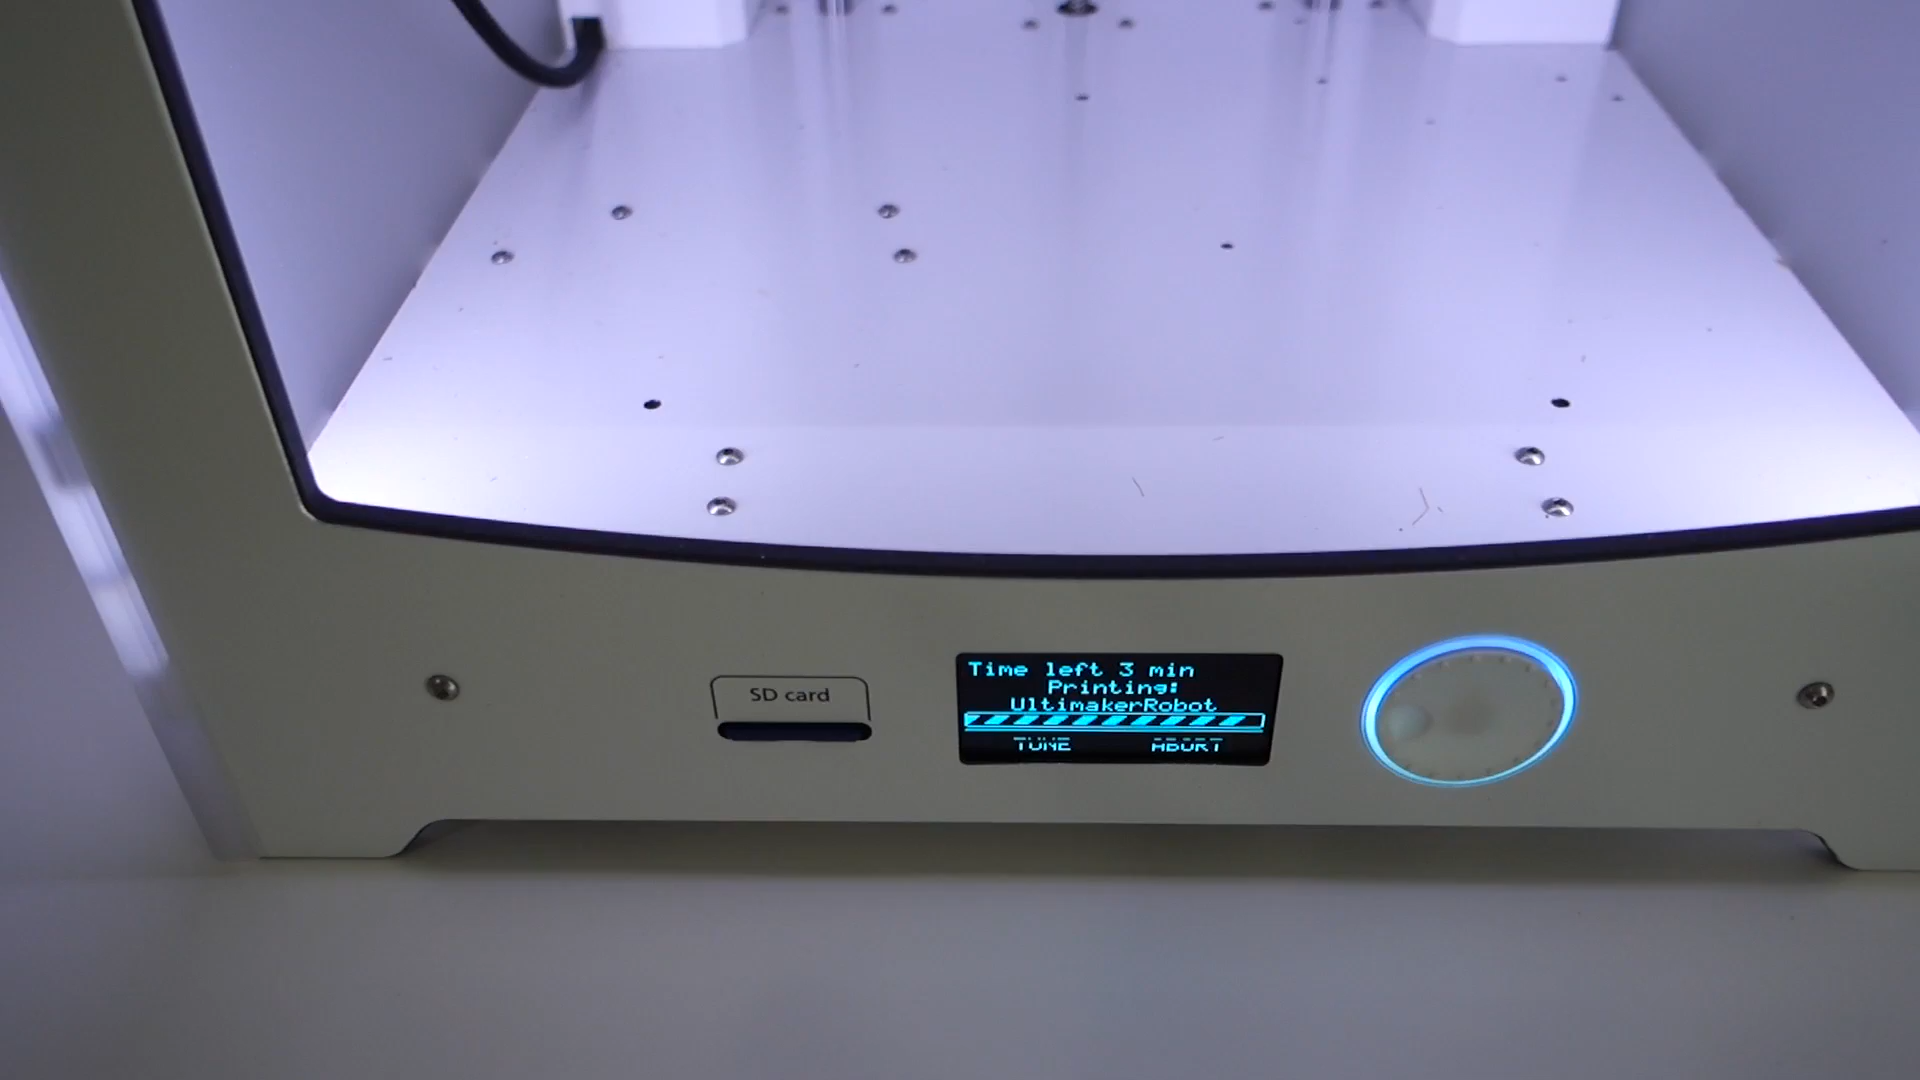 SD card
Time left 3 min
Printing:
UltimakerRobot
TUNE ABORT